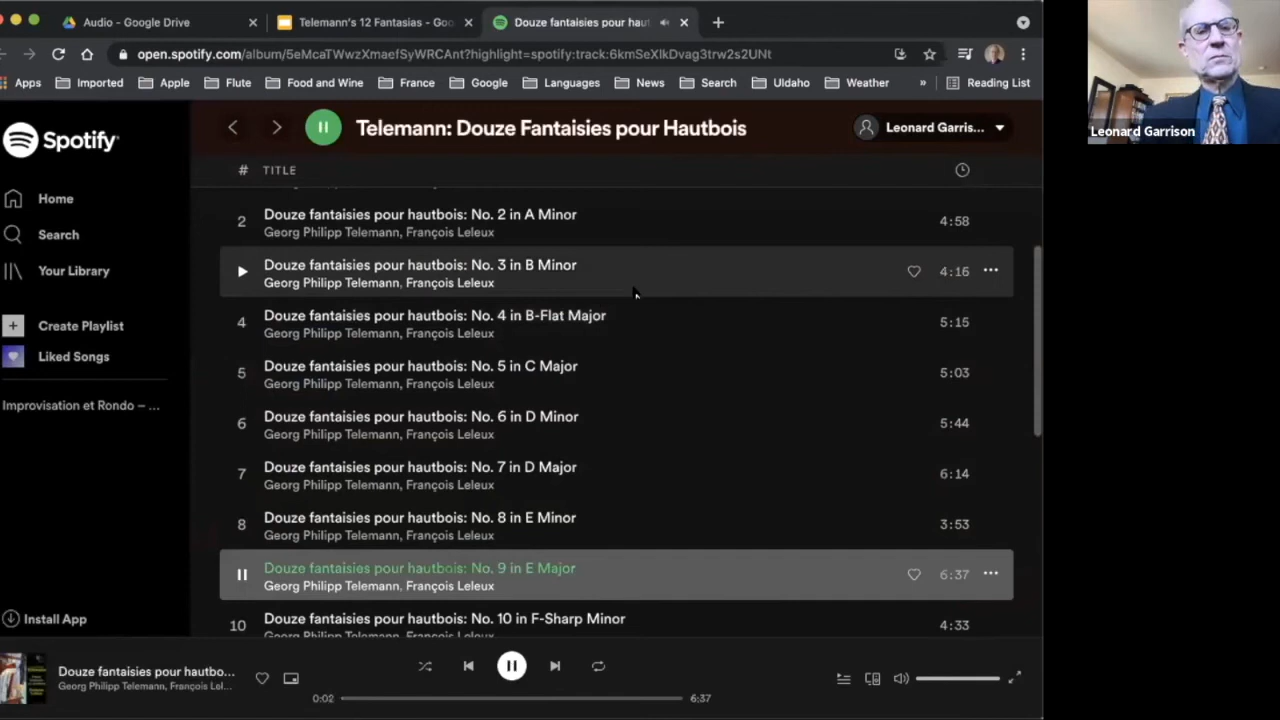 Audio - Google Drive
Telemann's 12 Fantasias - Goo
Douze fantaisies pour haut
open.spotify.com/album/5eMcaTWwzXmaefSyWRCAnt?highlight=spotify:track:6kmSeXlkDvag3trw2s2UNt
Apps Imported Apple Flute Food and Wine France Google Languages News Search UIdaho Weather » Reading List
Spotify
Telemann: Douze Fantaisies pour Hautbois
Leonard Garris...
Leonard Garrison
Home
Search
Your Library
Create Playlist
Liked Songs
Improvisation et Rondo – ...
Install App
# TITLE
2 Douze fantaisies pour hautbois: No. 2 in A Minor 4:58
Georg Philipp Telemann, François Leleux
Douze fantaisies pour hautbois: No. 3 in B Minor 4:16
Georg Philipp Telemann, François Leleux
4 Douze fantaisies pour hautbois: No. 4 in B-Flat Major 5:15
Georg Philipp Telemann, François Leleux
5 Douze fantaisies pour hautbois: No. 5 in C Major 5:03
Georg Philipp Telemann, François Leleux
6 Douze fantaisies pour hautbois: No. 6 in D Minor 5:44
Georg Philipp Telemann, François Leleux
7 Douze fantaisies pour hautbois: No. 7 in D Major 6:14
Georg Philipp Telemann, François Leleux
8 Douze fantaisies pour hautbois: No. 8 in E Minor 3:53
Georg Philipp Telemann, François Leleux
Douze fantaisies pour hautbois: No. 9 in E Major 6:37
Georg Philipp Telemann, François Leleux
10 Douze fantaisies pour hautbois: No. 10 in F-Sharp Minor 4:33
Georg Philipp Telemann, François Leleux
Douze fantaisies pour hautbo...
Georg Philipp Telemann, François Lel...
0:02 6:37